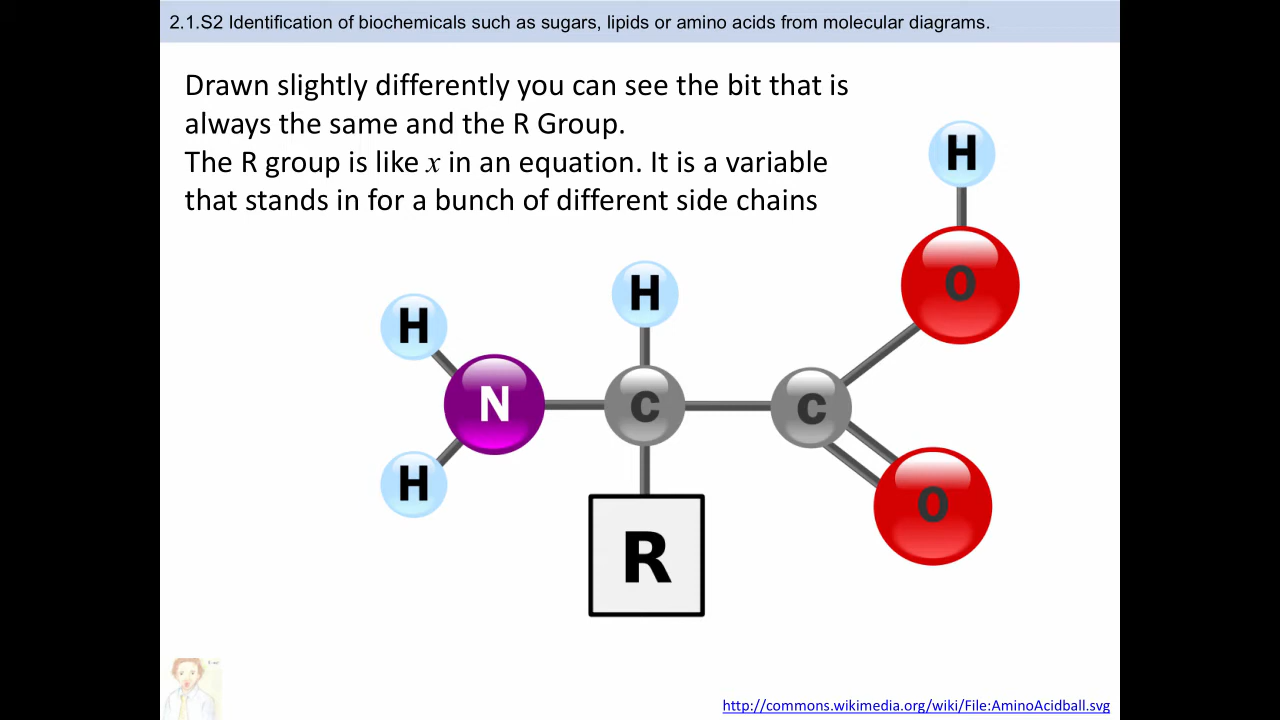 2.1.S2 Identification of biochemicals such as sugars, lipids or amino acids from molecular diagrams.
Drawn slightly differently you can see the bit that is
always the same and the R Group.
The R group is like x in an equation. It is a variable
that stands in for a bunch of different side chains
H
O
H
H
N
C
C
H
O
R
http://commons.wikimedia.org/wiki/File:AminoAcidball.svg